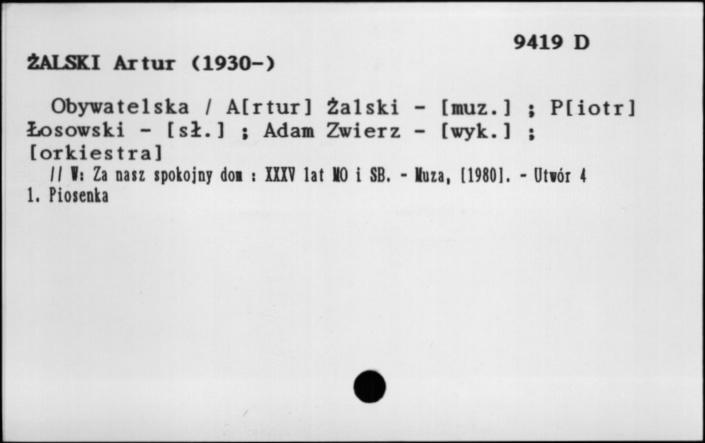 9419 D
ŻALSKI Artur (1930-)
Obywatelska / A[rtur] Żalski - [muz.] ; P[iotr]
Łosowski - [sł.] ; Adam Zwierz - [wyk.] ;
[orkiestra]
// W: Za nasz spokojny dom : XXXV lat MO i SB. - Muza, [1980]. - Utwór 4
1. Piosenka